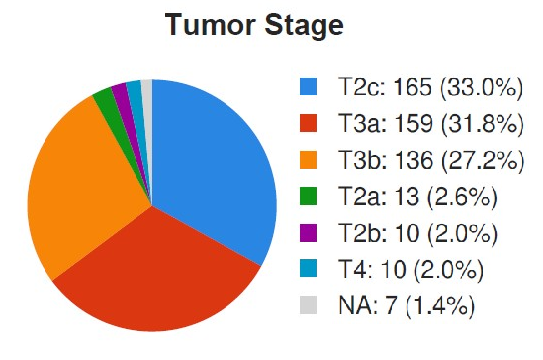 Tumor Stage
T2c: 165 (33.0%)
T3a: 159 (31.8%)
T3b: 136 (27.2%)
T2a: 13 (2.6%)
T2b: 10 (2.0%)
T4: 10 (2.0%)
NA: 7 (1.4%)